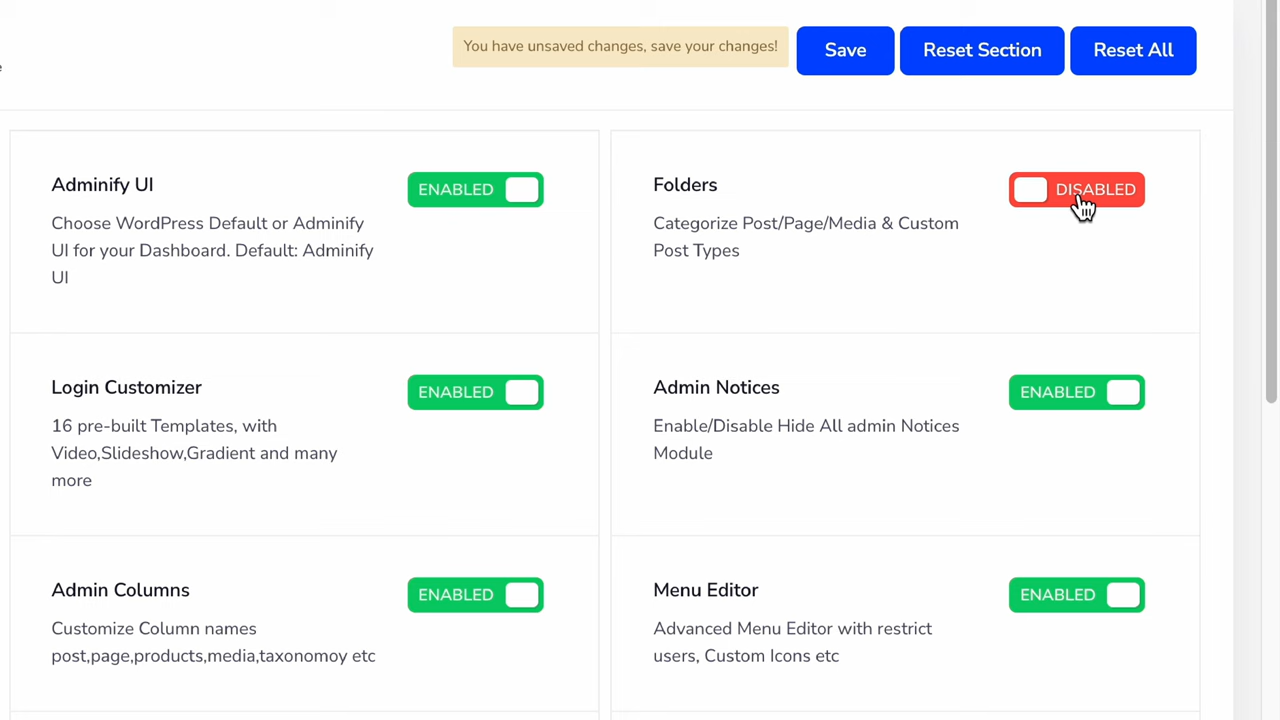 e
You have unsaved changes, save your changes!
Save
Reset Section
Reset All
Adminify UI
ENABLED
Choose WordPress Default or Adminify
UI for your Dashboard. Default: Adminify
UI
Folders
DISABLED
Categorize Post/Page/Media & Custom
Post Types
Login Customizer
ENABLED
16 pre-built Templates, with
Video,Slideshow,Gradient and many
more
Admin Notices
ENABLED
Enable/Disable Hide All admin Notices
Module
Admin Columns
ENABLED
Customize Column names
post,page,products,media,taxonomoy etc
Menu Editor
ENABLED
Advanced Menu Editor with restrict
users, Custom Icons etc